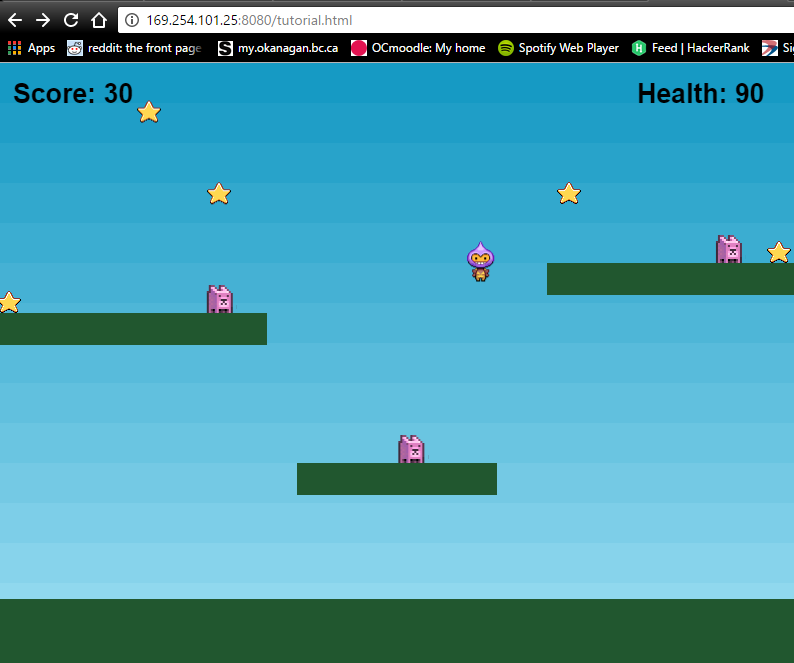 169.254.101.25:8080/tutorial.html
Apps reddit: the front page my.okanagan.bc.ca OCmoodle: My home Spotify Web Player Feed | HackerRank Si
Score: 30 Health: 90